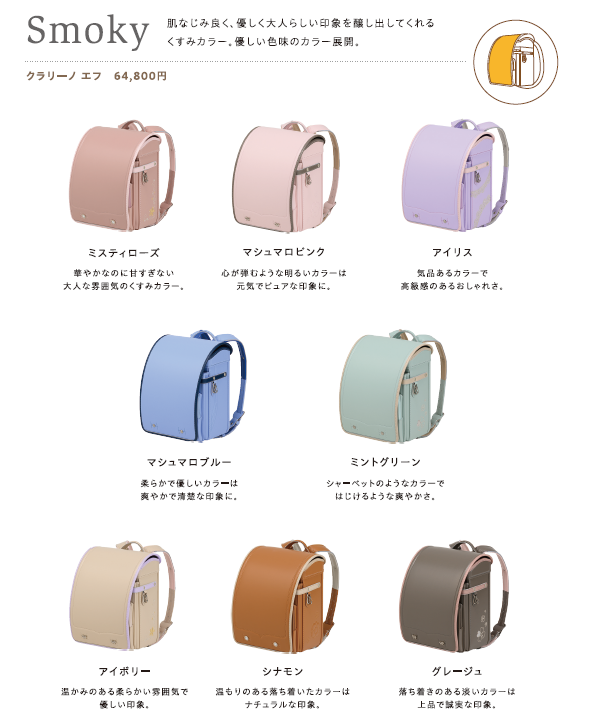 Smoky
肌なじみ良く、優しく大人らしい印象を醸し出してくれる
くすみカラー。優しい色味のカラー展開。
クラリーノ エフ 64,800円
ミスティローズ
華やかなのに甘すぎない
大人な雰囲気のくすみカラー。
マシュマロピンク
心が弾むような明るいカラーは
元気でピュアな印象に。
アイリス
気品あるカラーで
高級感のあるおしゃれさ。
マシュマロブルー
柔らかで優しいカラーは
爽やかで清楚な印象に。
ミントグリーン
シャーベットのようなカラーで
はじけるような爽やかさ。
アイボリー
温かみのある柔らかい雰囲気で
優しい印象。
シナモン
温もりのある落ち着いたカラーは
ナチュラルな印象。
グレージュ
落ち着きのある淡いカラーは
上品で誠実な印象。